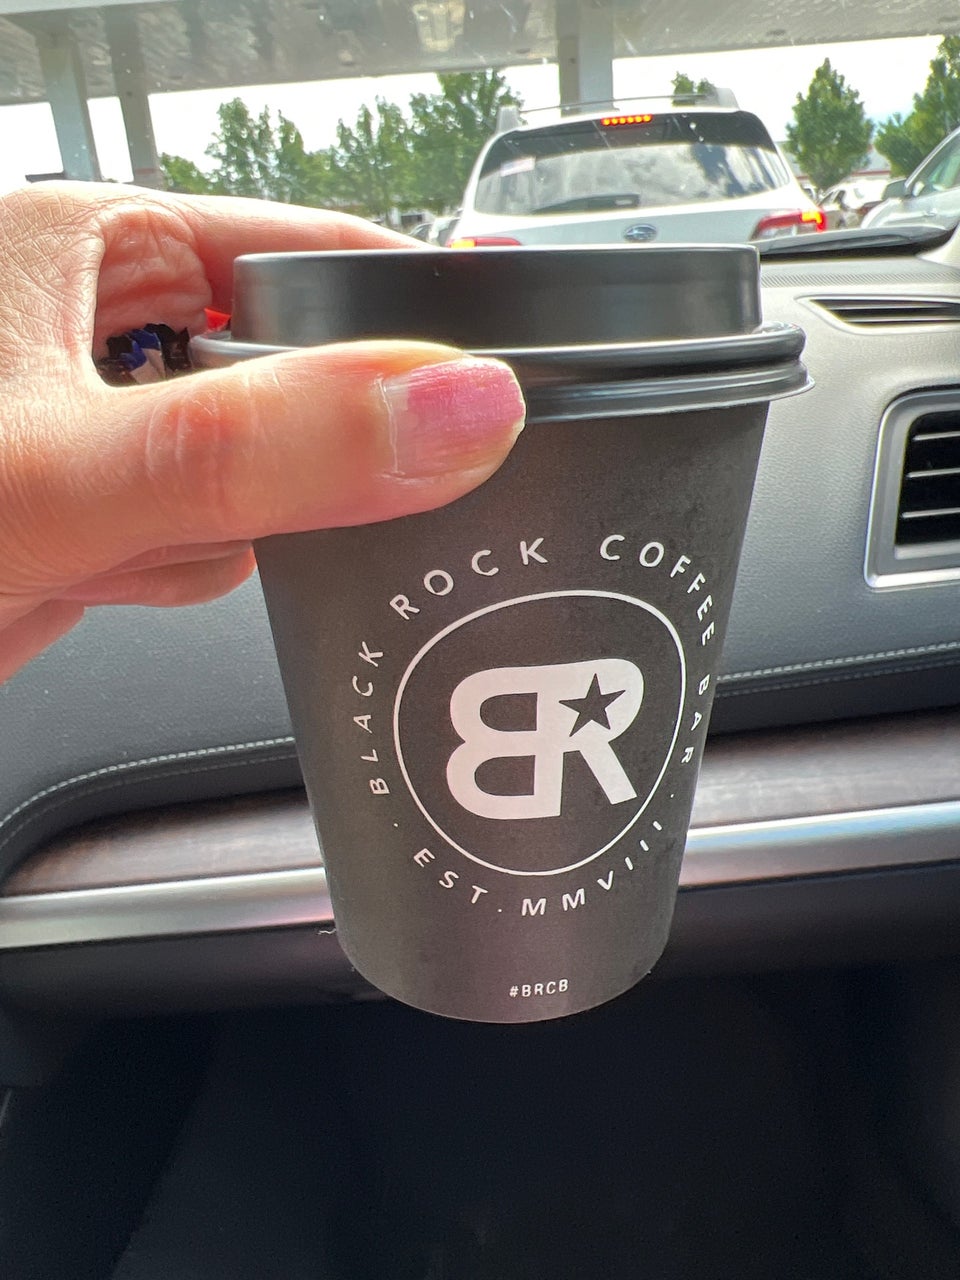 BLACK ROCK COFFEE BAR
BR
· EST. MMVIII ·
#BRCB